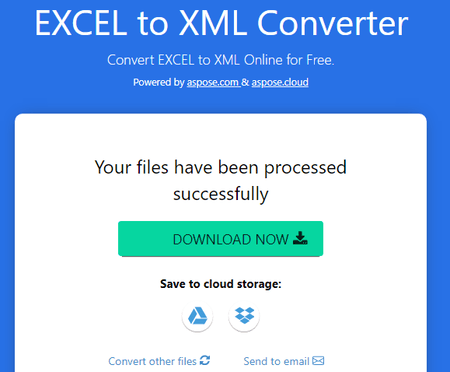 EXCEL to XML Converter
Convert EXCEL to XML Online for Free.
Powered by aspose.com & aspose.cloud
Your files have been processed
successfully
DOWNLOAD NOW
Save to cloud storage:
Convert other files Send to email